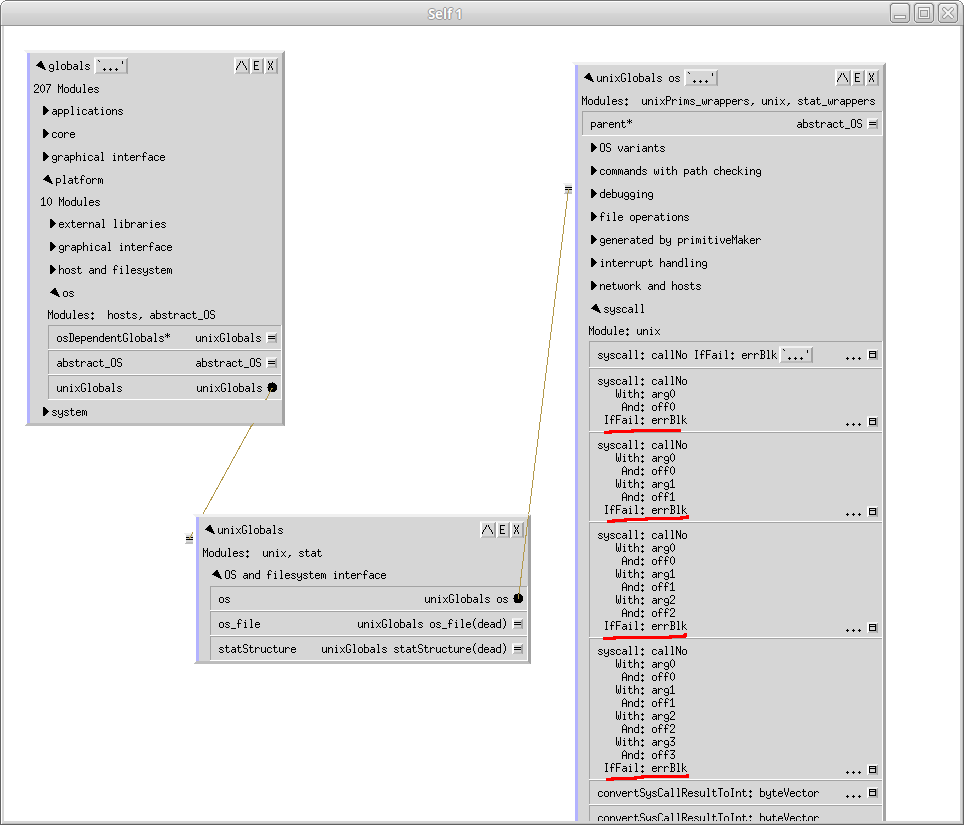 Self 1
globals `...'
/\ E X
207 Modules
applications
core
graphical interface
platform
10 Modules
external libraries
graphical interface
host and filesystem
os
Modules: hosts, abstract_OS
osDependentGlobals* unixGlobals
abstract_OS abstract_OS
unixGlobals unixGlobals
system
unixGlobals
/\ E X
Modules: unix, stat
OS and filesystem interface
os unixGlobals os
os_file unixGlobals os_file(dead)
statStructure unixGlobals statStructure(dead)
unixGlobals os `...'
/\ E X
Modules: unixPrims_wrappers, unix, stat_wrappers
parent* abstract_OS
OS variants
commands with path checking
debugging
file operations
generated by primitiveMaker
interrupt handling
network and hosts
syscall
Module: unix
syscall: callNo IfFail: errBlk `...' ...
syscall: callNo
With: arg0
And: off0
IfFail: errBlk ...
syscall: callNo
With: arg0
And: off0
With: arg1
And: off1
IfFail: errBlk ...
syscall: callNo
With: arg0
And: off0
With: arg1
And: off1
With: arg2
And: off2
IfFail: errBlk ...
syscall: callNo
With: arg0
And: off0
With: arg1
And: off1
With: arg2
And: off2
With: arg3
And: off3
IfFail: errBlk ...
convertSysCallResultToInt: byteVector ...
convertSysCallResultToInt: byteVector